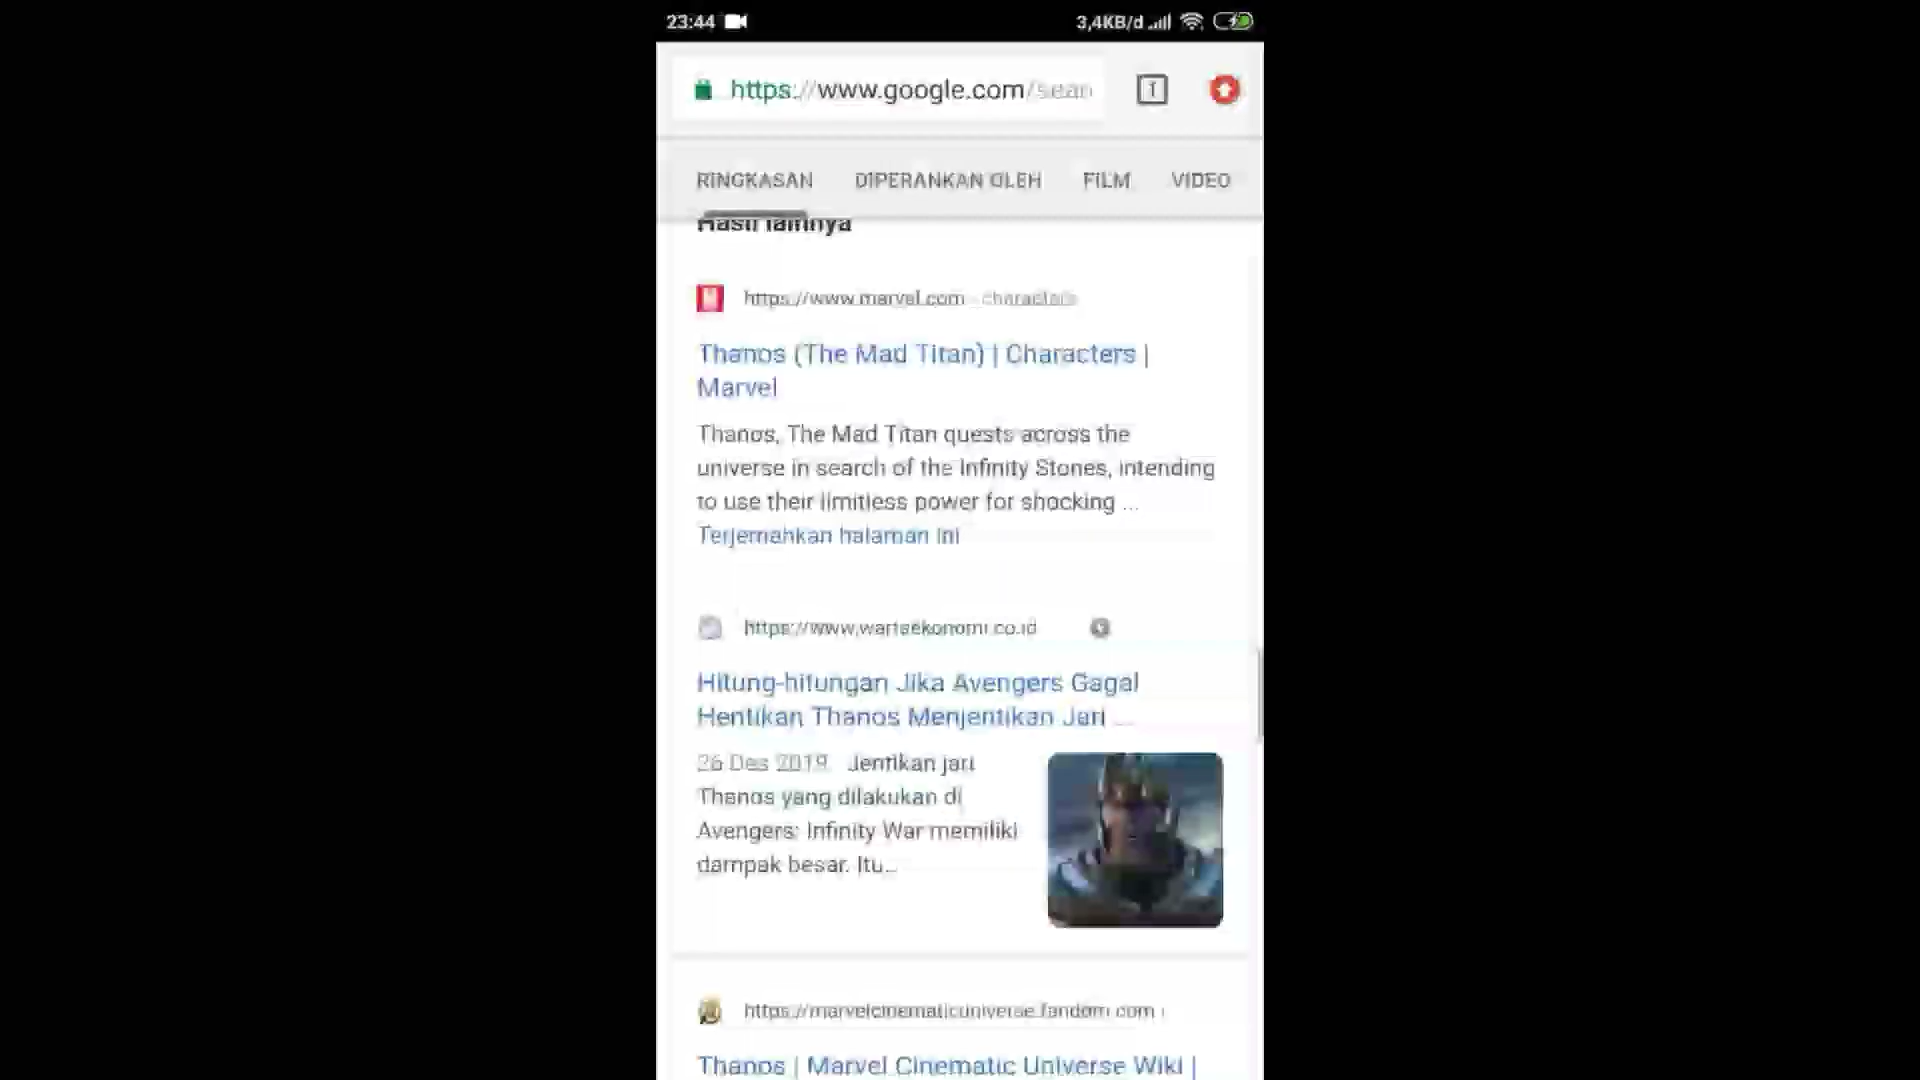 23:44
3,4KB/d
https://www.google.com/sear
1
RINGKASAN DIPERANKAN OLEH FILM VIDEO
Hasil lainnya
https://www.marvel.com › characters
Thanos (The Mad Titan) | Characters |
Marvel
Thanos, The Mad Titan quests across the
universe in search of the Infinity Stones, intending
to use their limitless power for shocking ...
Terjemahkan halaman ini
https://www.wartaekonomi.co.id
Hitung-hitungan Jika Avengers Gagal
Hentikan Thanos Menjentikan Jari ...
26 Des 2019 Jentikan jari
Thanos yang dilakukan di
Avengers: Infinity War memiliki
dampak besar. Itu...
https://marvelcinematicuniverse.fandom.com ›
Thanos | Marvel Cinematic Universe Wiki |